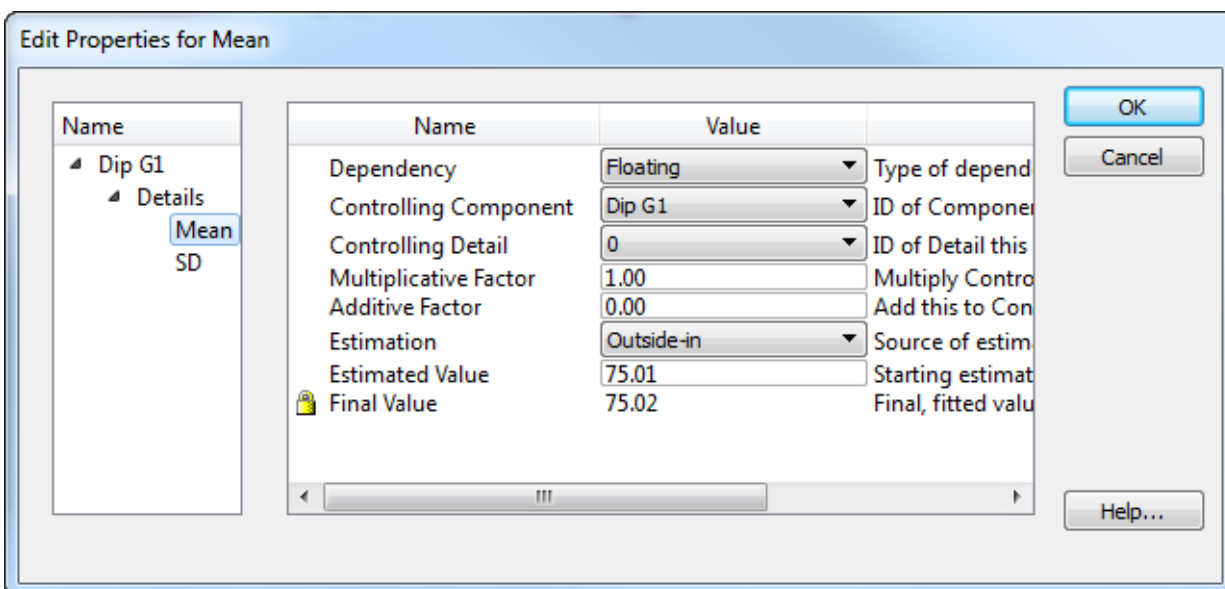 Edit Properties for Mean
Name
Dip G1
Details
Mean
SD
Name Value
Dependency Floating Type of depend
Controlling Component Dip G1 ID of Componer
Controlling Detail 0 ID of Detail this
Multiplicative Factor 1.00 Multiply Contro
Additive Factor 0.00 Add this to Con
Estimation Outside-in Source of estim
Estimated Value 75.01 Starting estimat
Final Value 75.02 Final, fitted valu
OK
Cancel
Help...